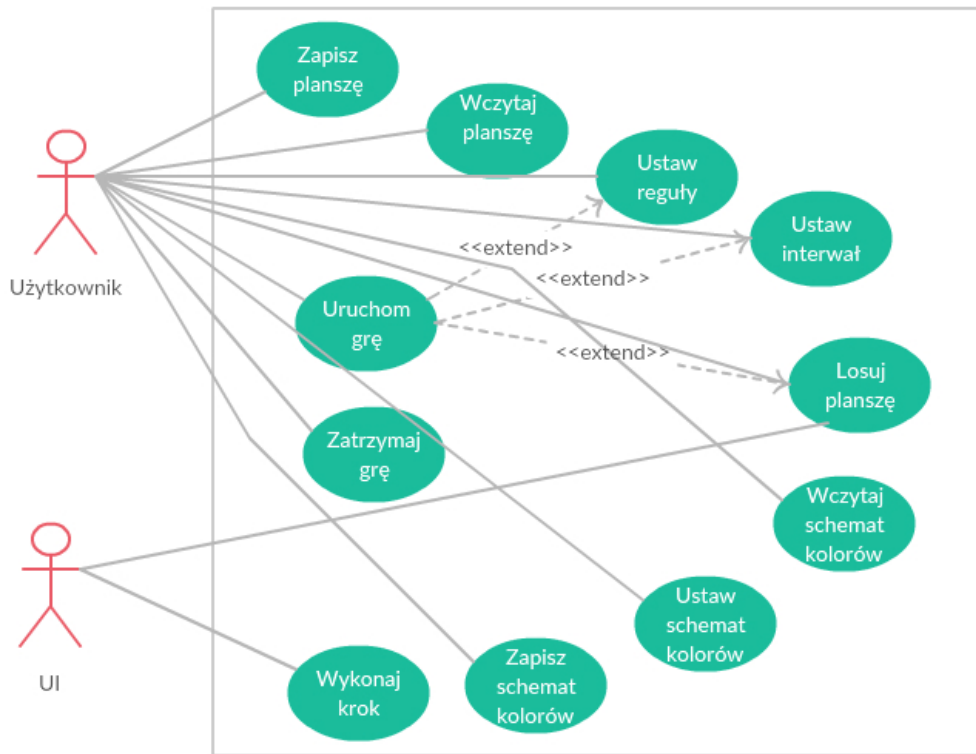 Zapisz
planszę
Wczytaj
planszę
Ustaw
reguły
Ustaw
interwał
<<extend>>
<<extend>>
Użytkownik
Uruchom
grę
<<extend>>
Losuj
planszę
Zatrzymaj
grę
Wczytaj
schemat
kolorów
Ustaw
schemat
kolorów
UI
Wykonaj
krok
Zapisz
schemat
kolorów